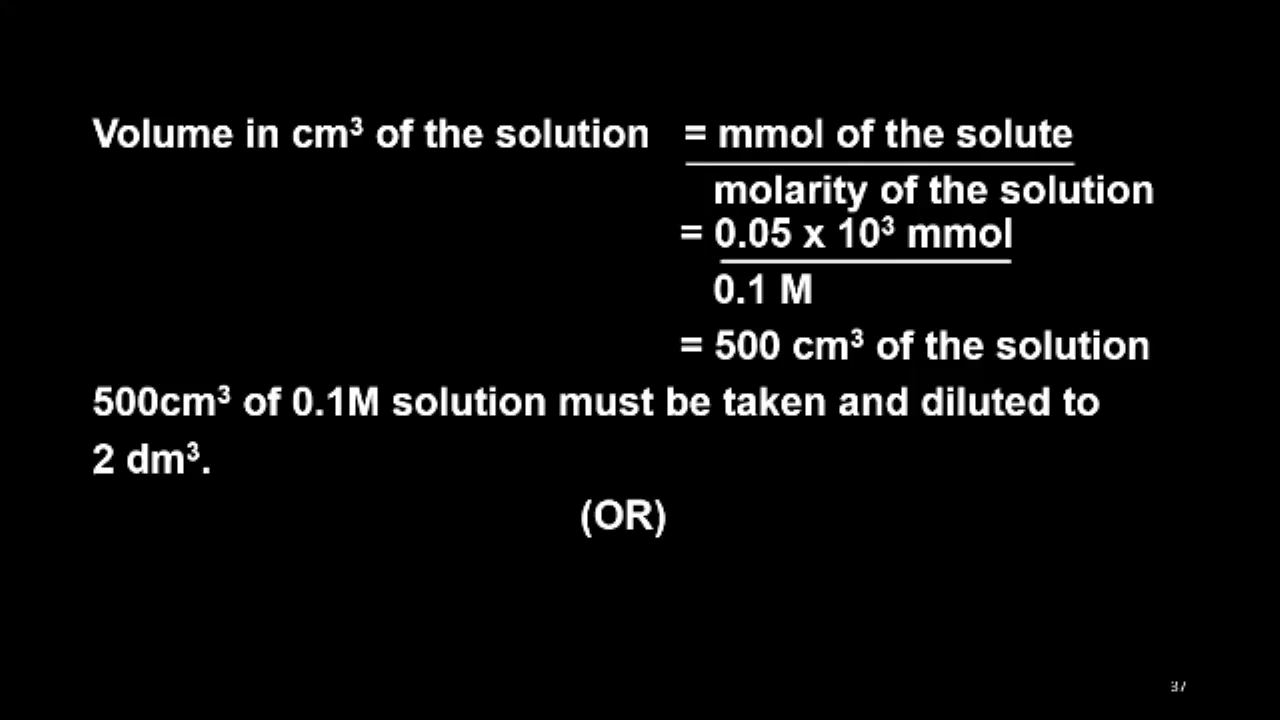 Volume in cm³ of the solution = mmol of the solute
molarity of the solution
= 0.05 x 10³ mmol
0.1 M
= 500 cm³ of the solution
500cm³ of 0.1M solution must be taken and diluted to
2 dm³.
(OR)
37